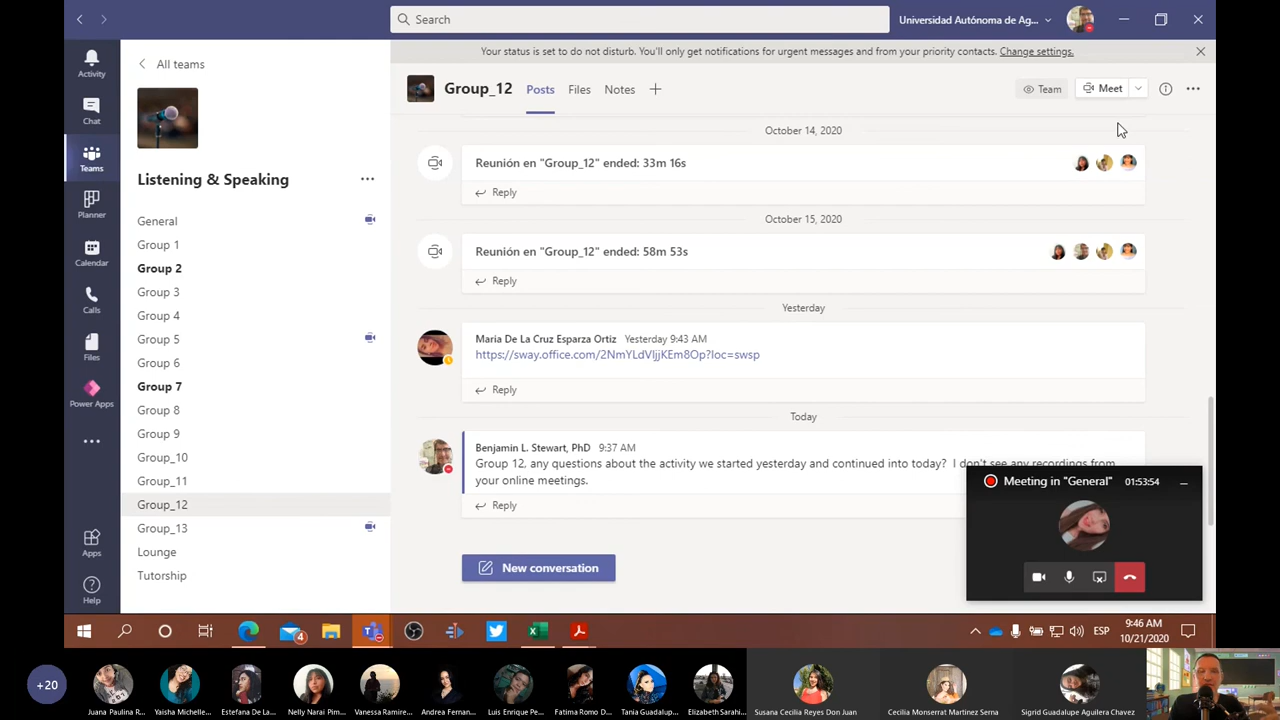 Search
Universidad Autónoma de Ag...
Your status is set to do not disturb. You'll only get notifications for urgent messages and from your priority contacts. Change settings.
Activity
Chat
Teams
Planner
Calendar
Calls
Files
Power Apps
Apps
Help
All teams
Listening & Speaking
General
Group 1
Group 2
Group 3
Group 4
Group 5
Group 6
Group 7
Group 8
Group 9
Group_10
Group_11
Group_12
Group_13
Lounge
Tutorship
Group_12
Posts
Files
Notes
Team
Meet
October 14, 2020
Reunión en "Group_12" ended: 33m 16s
Reply
October 15, 2020
Reunión en "Group_12" ended: 58m 53s
Reply
Yesterday
Maria De La Cruz Esparza Ortiz Yesterday 9:43 AM
https://sway.office.com/2NmYLdVljjKEm8Op?loc=swsp
Reply
Today
Benjamin L. Stewart, PhD 9:37 AM
Group 12, any questions about the activity we started yesterday and continued into today? I don't see any recordings from
your online meetings.
Reply
New conversation
Meeting in "General" 01:53:54
4
ESP
9:46 AM
10/21/2020
+20
Juana Paulina R...
Yaisha Michelle...
Estefana De La...
Nelly Narai Pim...
Vanessa Ramire...
Andrea Fernan...
Luis Enrique Pe...
Fatima Romo D...
Tania Guadalup...
Elizabeth Sarahi...
Susana Cecilia Reyes Don Juan
Cecilia Monserrat Martinez Serna
Sigrid Guadalupe Aguilera Chavez